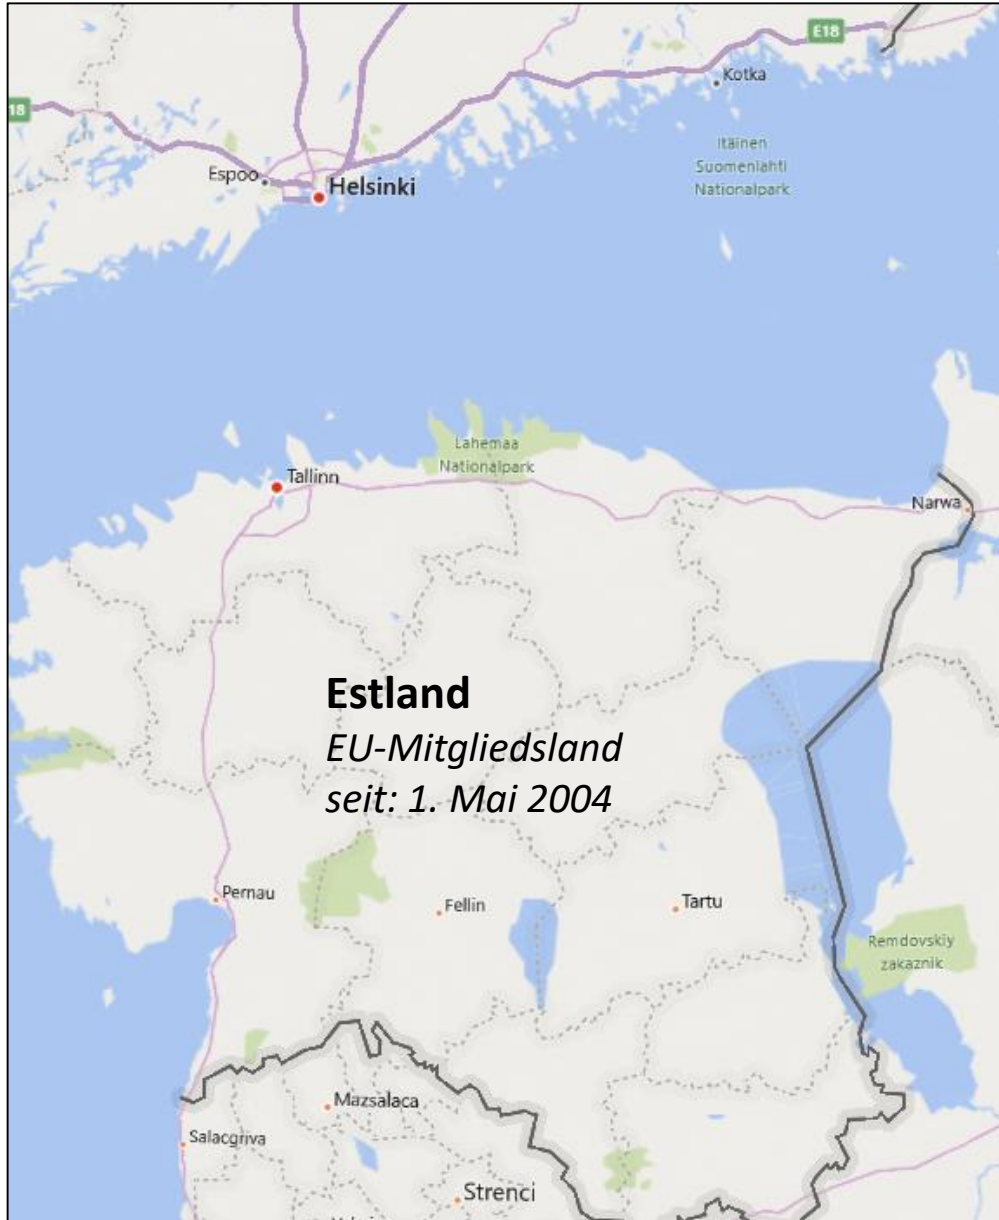 E18
18
Kotka
Itäinen
Suomenlahti
Nationalpark
Espoo
Helsinki
Lahemaa
Nationalpark
Tallinn
Narwa
Estland
EU-Mitgliedsland
seit: 1. Mai 2004
Pernau
Fellin
Tartu
Remdovskiy
zakaznik
Mazsalaca
Salacgriva
Strenci